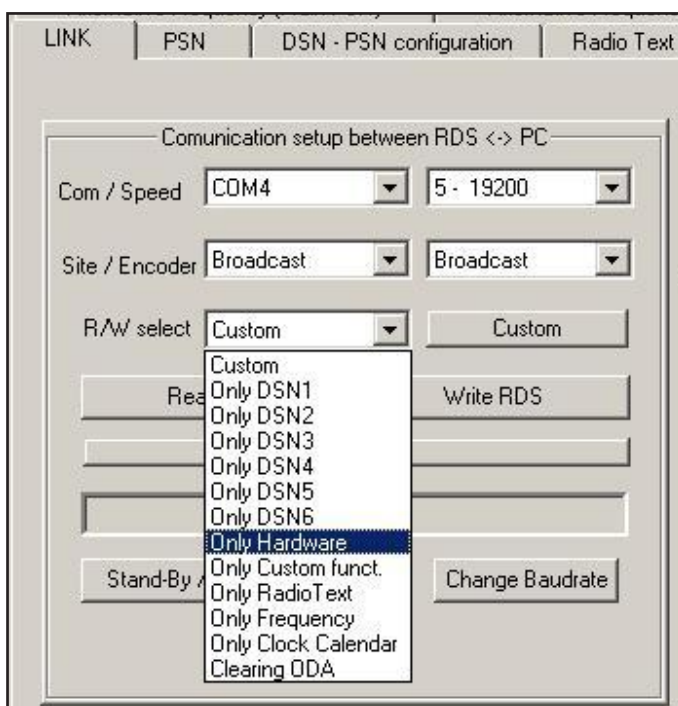 LINK PSN DSN - PSN configuration Radio Text
Comunication setup between RDS <-> PC
Com / Speed COM4 5 - 19200
Site / Encoder Broadcast Broadcast
R/W select Custom Custom
Custom
Only DSN1
Only DSN2
Only DSN3
Only DSN4
Only DSN5
Only DSN6
Only Hardware
Only Custom funct.
Only RadioText
Only Frequency
Only Clock Calendar
Clearing ODA
Write RDS
Stand-By Change Baudrate